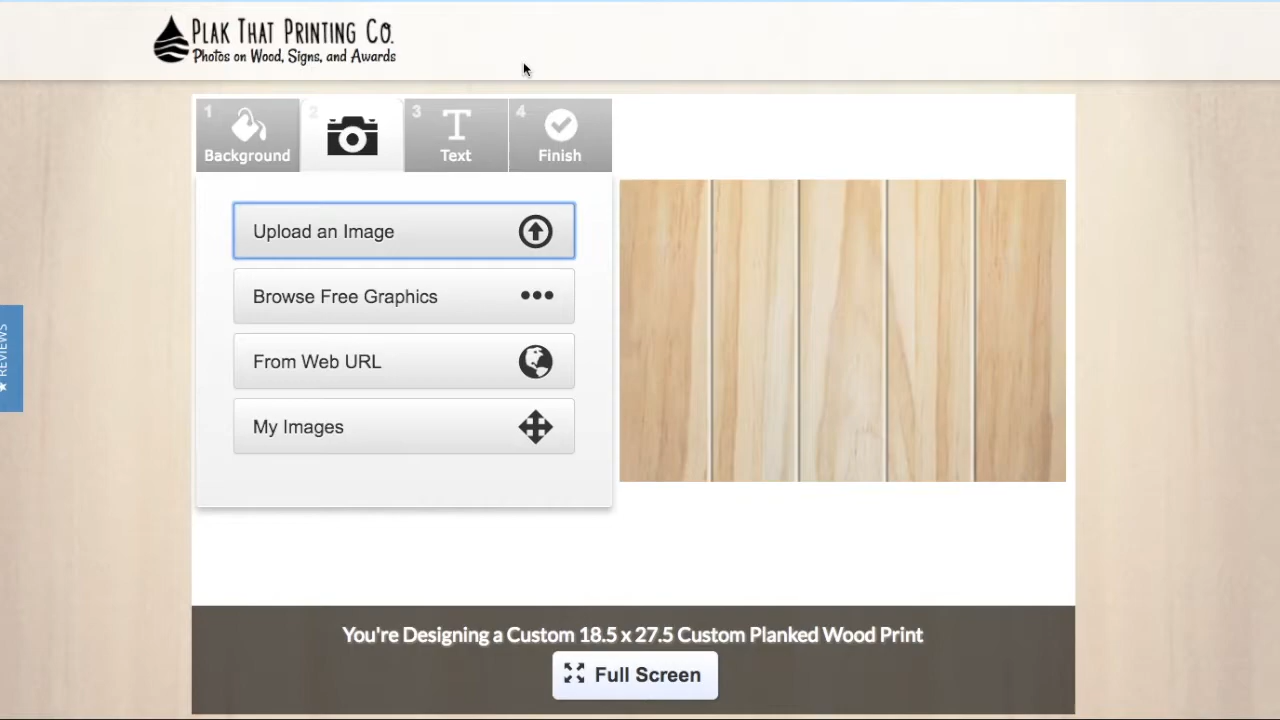 PLAK THAT PRINTING CO.
Photos on Wood, Signs, and Awards
1
Background
2
3
Text
4
Finish
Upload an Image
Browse Free Graphics
From Web URL
My Images
★ REVIEWS
You're Designing a Custom 18.5 x 27.5 Custom Planked Wood Print
Full Screen